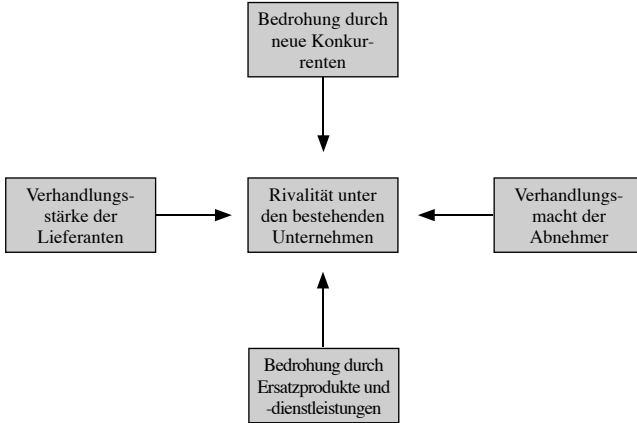 Bedrohung durch
neue Konkur-
renten
Verhandlungs-
stärke der
Lieferanten
Rivalität unter
den bestehenden
Unternehmen
Verhandlungs-
macht der
Abnehmer
Bedrohung durch
Ersatzprodukte und
-dienstleistungen